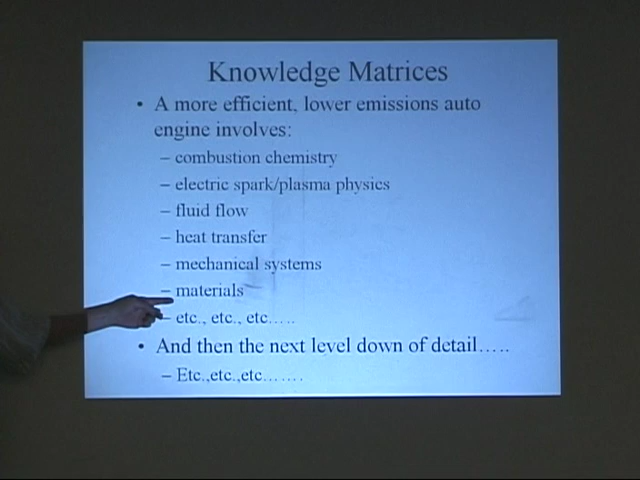 Knowledge Matrices
• A more efficient, lower emissions auto
engine involves:
– combustion chemistry
– electric spark/plasma physics
– fluid flow
– heat transfer
– mechanical systems
– materials
– etc., etc., etc.....
• And then the next level down of detail.....
– Etc.,etc.,etc.......